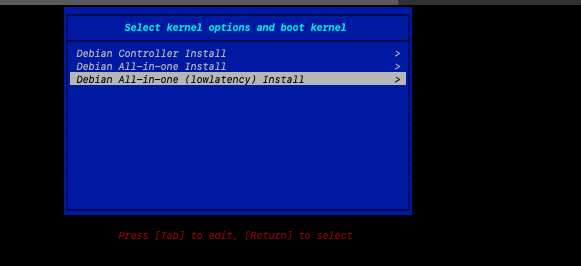 Select kernel options and boot kernel
Debian Controller Install >
Debian All-in-one Install >
Debian All-in-one (lowlatency) Install >
Press [Tab] to edit, [Return] to select